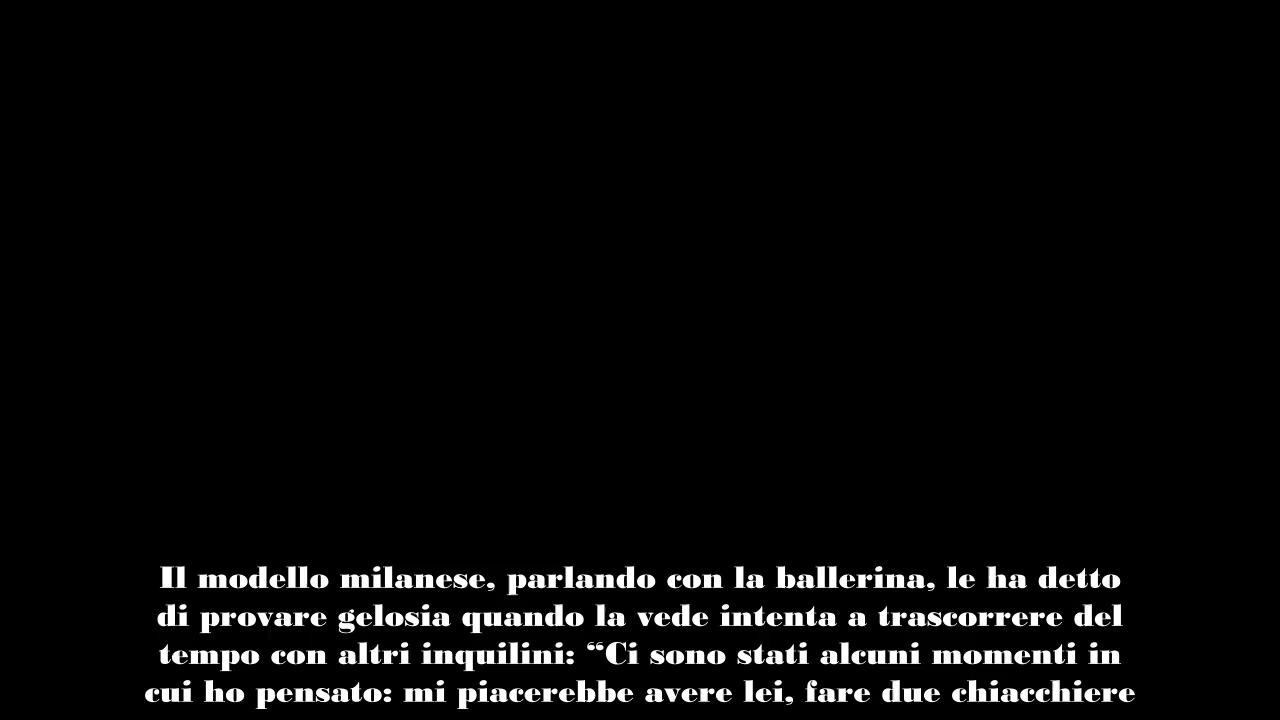 Il modello milanese, parlando con la ballerina, le ha detto
di provare gelosia quando la vede intenta a trascorrere del
tempo con altri inquilini: “Ci sono stati alcuni momenti in
cui ho pensato: mi piacerebbe avere lei, fare due chiacchiere